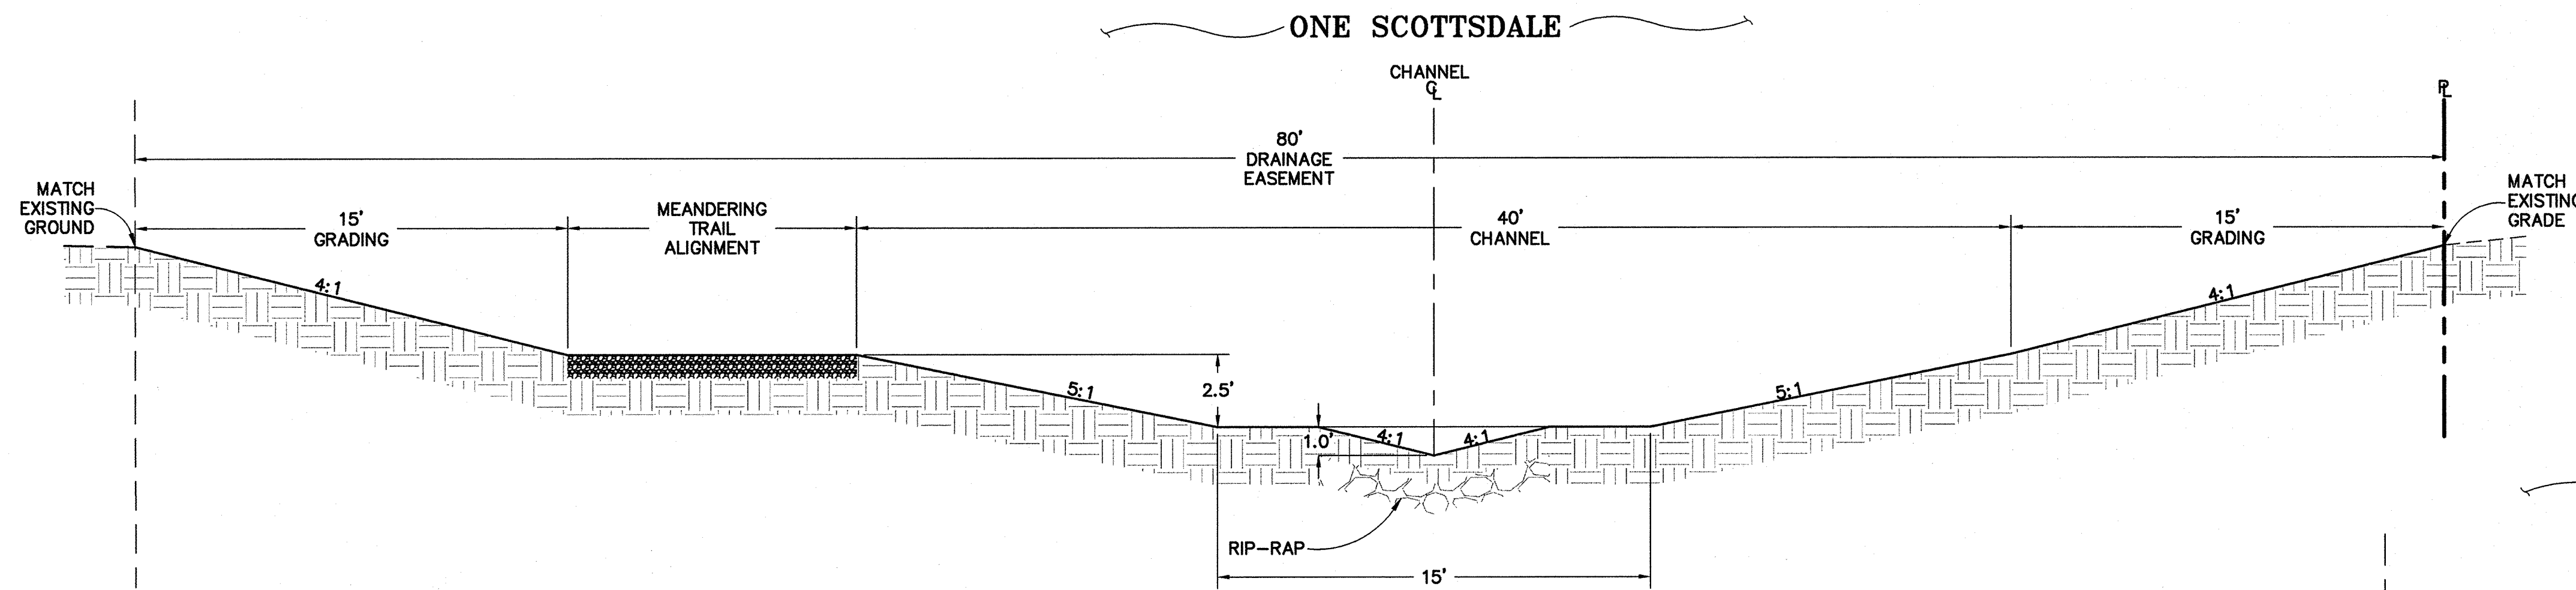 ONE SCOTTSDALE
CHANNEL
CL
PL
80'
DRAINAGE
EASEMENT
MATCH
EXISTING
GROUND
15'
GRADING
MEANDERING
TRAIL
ALIGNMENT
40'
CHANNEL
15'
GRADING
MATCH
EXISTING
GRADE
4:1
4:1
5:1
2.5'
5:1
1.0'
4:1
4:1
RIP-RAP
15'